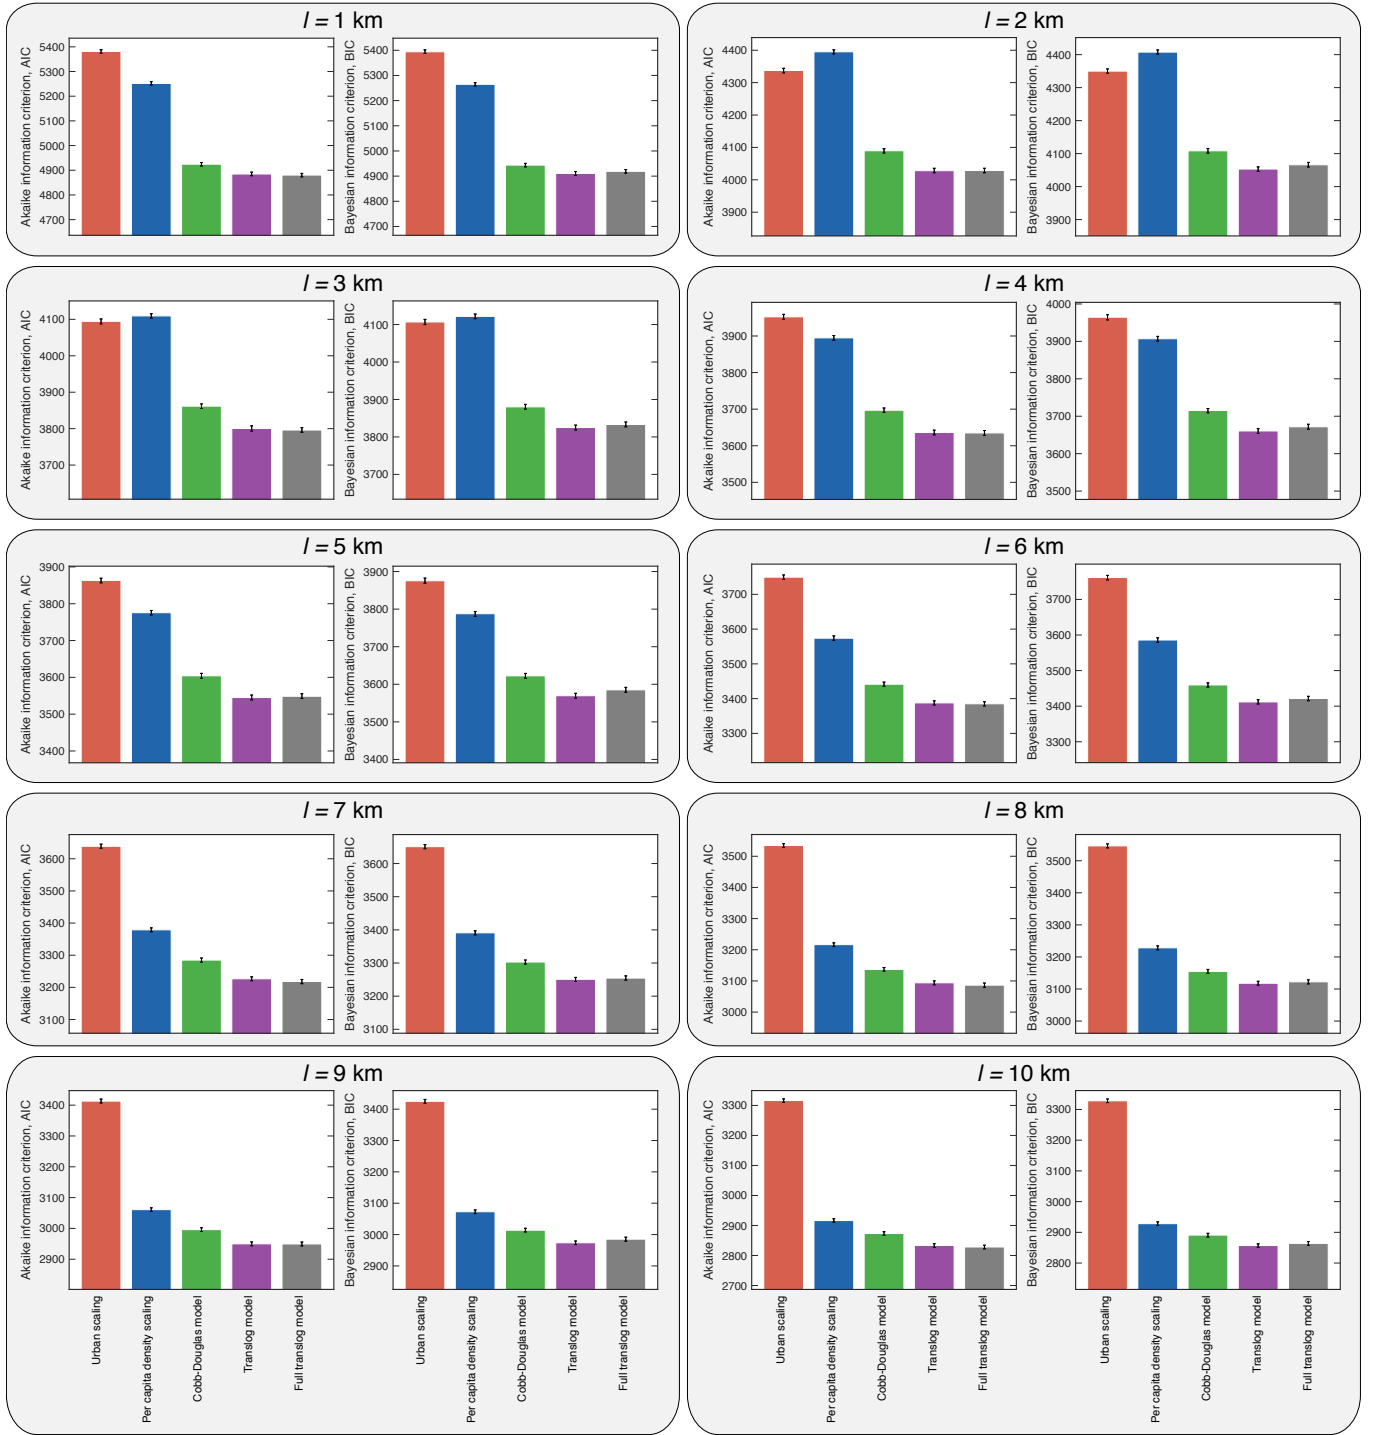 l = 1 km
Akaike information criterion, AIC
5400
5300
5200
5100
5000
4900
4800
4700
Bayesian information criterion, BIC
5400
5300
5200
5100
5000
4900
4800
4700
l = 2 km
Akaike information criterion, AIC
4400
4300
4200
4100
4000
3900
Bayesian information criterion, BIC
4400
4300
4200
4100
4000
3900
l = 3 km
Akaike information criterion, AIC
4100
4000
3900
3800
3700
Bayesian information criterion, BIC
4100
4000
3900
3800
3700
l = 4 km
Akaike information criterion, AIC
3900
3800
3700
3600
3500
Bayesian information criterion, BIC
4000
3900
3800
3700
3600
3500
l = 5 km
Akaike information criterion, AIC
3900
3800
3700
3600
3500
3400
Bayesian information criterion, BIC
3900
3800
3700
3600
3500
3400
l = 6 km
Akaike information criterion, AIC
3700
3600
3500
3400
3300
Bayesian information criterion, BIC
3700
3600
3500
3400
3300
l = 7 km
Akaike information criterion, AIC
3600
3500
3400
3300
3200
3100
Bayesian information criterion, BIC
3600
3500
3400
3300
3200
3100
l = 8 km
Akaike information criterion, AIC
3500
3400
3300
3200
3100
3000
Bayesian information criterion, BIC
3500
3400
3300
3200
3100
3000
l = 9 km
Akaike information criterion, AIC
3400
3300
3200
3100
3000
2900
Bayesian information criterion, BIC
3400
3300
3200
3100
3000
2900
l = 10 km
Akaike information criterion, AIC
3300
3200
3100
3000
2900
2800
2700
Bayesian information criterion, BIC
3300
3200
3100
3000
2900
2800
Urban scaling
Per capita density scaling
Cobb-Douglas model
Translog model
Full translog model
Urban scaling
Per capita density scaling
Cobb-Douglas model
Translog model
Full translog model
Urban scaling
Per capita density scaling
Cobb-Douglas model
Translog model
Full translog model
Urban scaling
Per capita density scaling
Cobb-Douglas model
Translog model
Full translog model